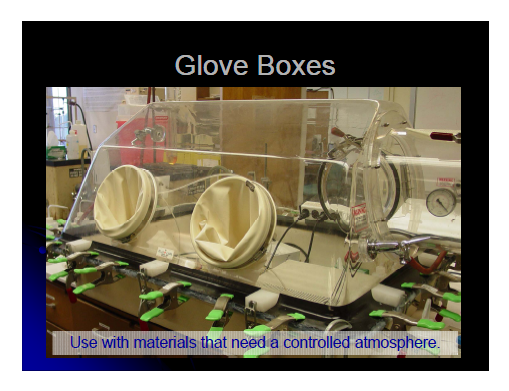 Glove Boxes
Use with materials that need a controlled atmosphere.